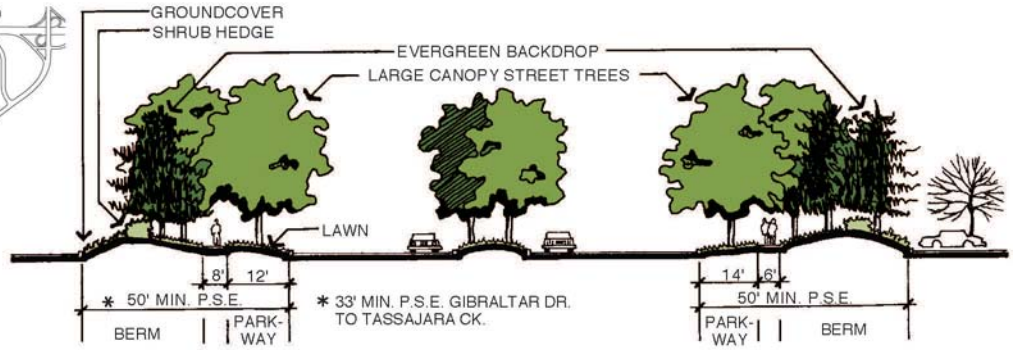 GROUNDCOVER
SHRUB HEDGE
EVERGREEN BACKDROP
LARGE CANOPY STREET TREES
LAWN
8' 12'
14' 6'
* 50' MIN. P.S.E.
* 33' MIN. P.S.E. GIBRALTAR DR.
TO TASSAJARA CK.
50' MIN. P.S.E.
BERM
PARK-
WAY
PARK-
WAY
BERM